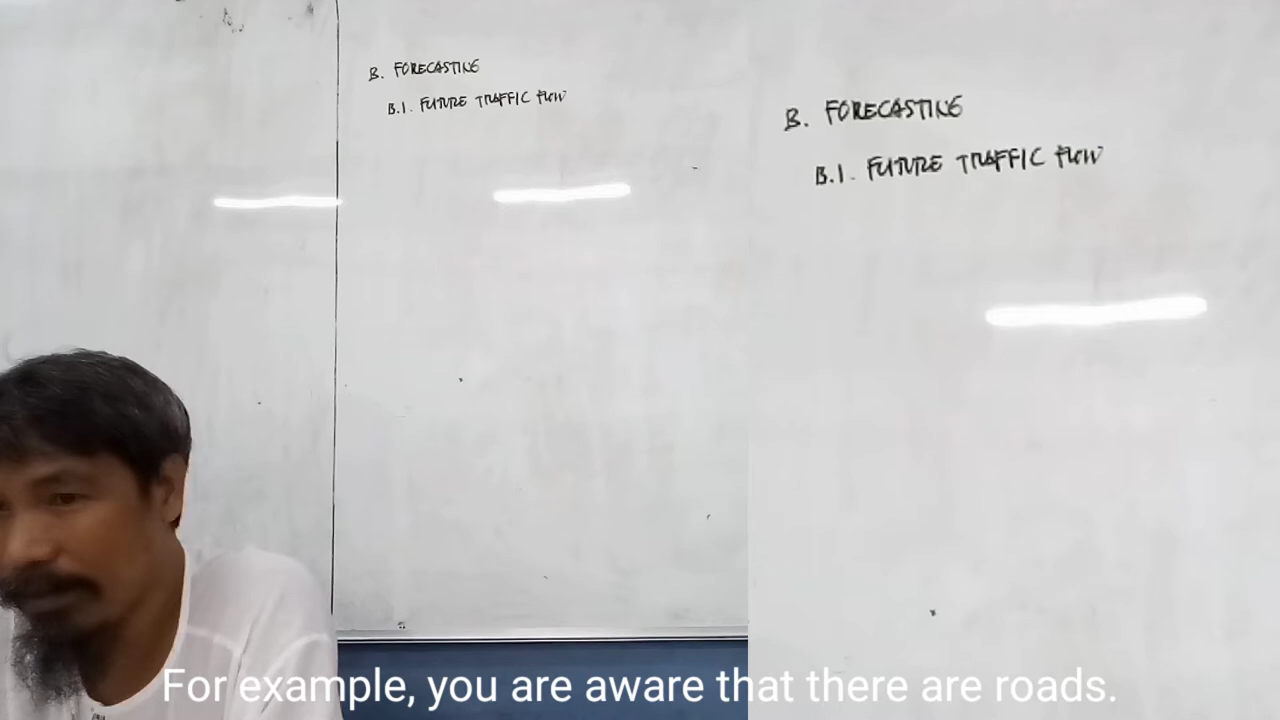 B. FORECASTING
B.1. FUTURE TRAFFIC FLOW
B. FORECASTING
B.1. FUTURE TRAFFIC FLOW
For example, you are aware that there are roads.